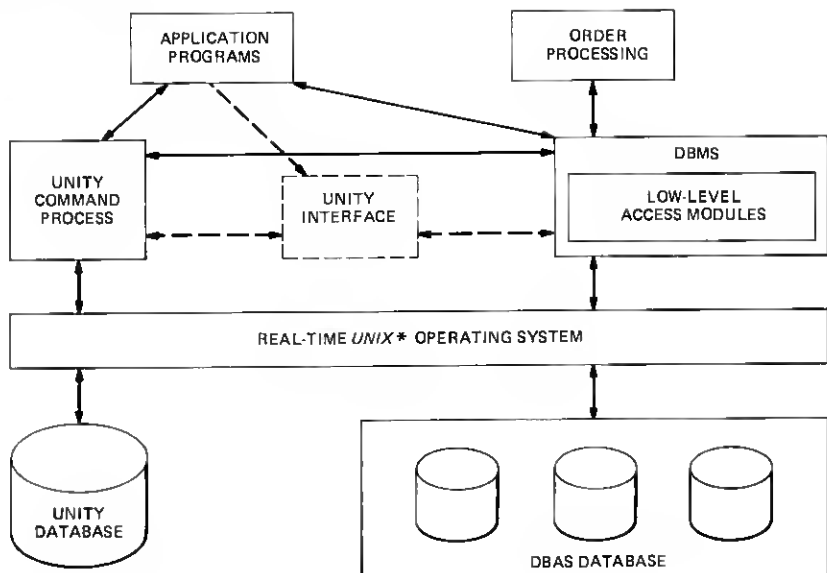 APPLICATION
PROGRAMS
ORDER
PROCESSING
UNITY
COMMAND
PROCESS
UNITY
INTERFACE
DBMS
LOW-LEVEL
ACCESS MODULES
REAL-TIME UNIX* OPERATING SYSTEM
UNITY
DATABASE
DBAS DATABASE